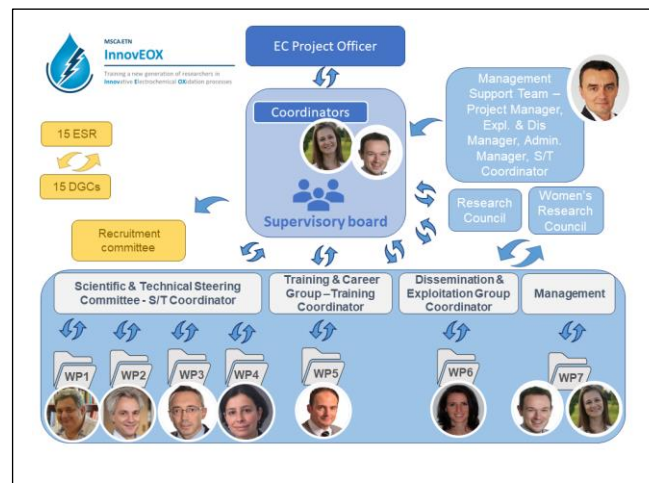 MSCA ETN
InnovEOX
Training a new generation of researchers in
Innovative Electrochemical OXidation processes
EC Project Officer
Coordinators
Supervisory board
Management
Support Team –
Project Manager,
Expl. & Dis
Manager, Admin.
Manager, S/T
Coordinator
15 ESR
15 DGCs
Recruitment
committee
Research
Council
Women's
Research
Council
Scientific & Technical Steering
Committee - S/T Coordinator
Training & Career
Group – Training
Coordinator
Dissemination &
Exploitation Group
Coordinator
Management
WP1
WP2
WP3
WP4
WP5
WP6
WP7